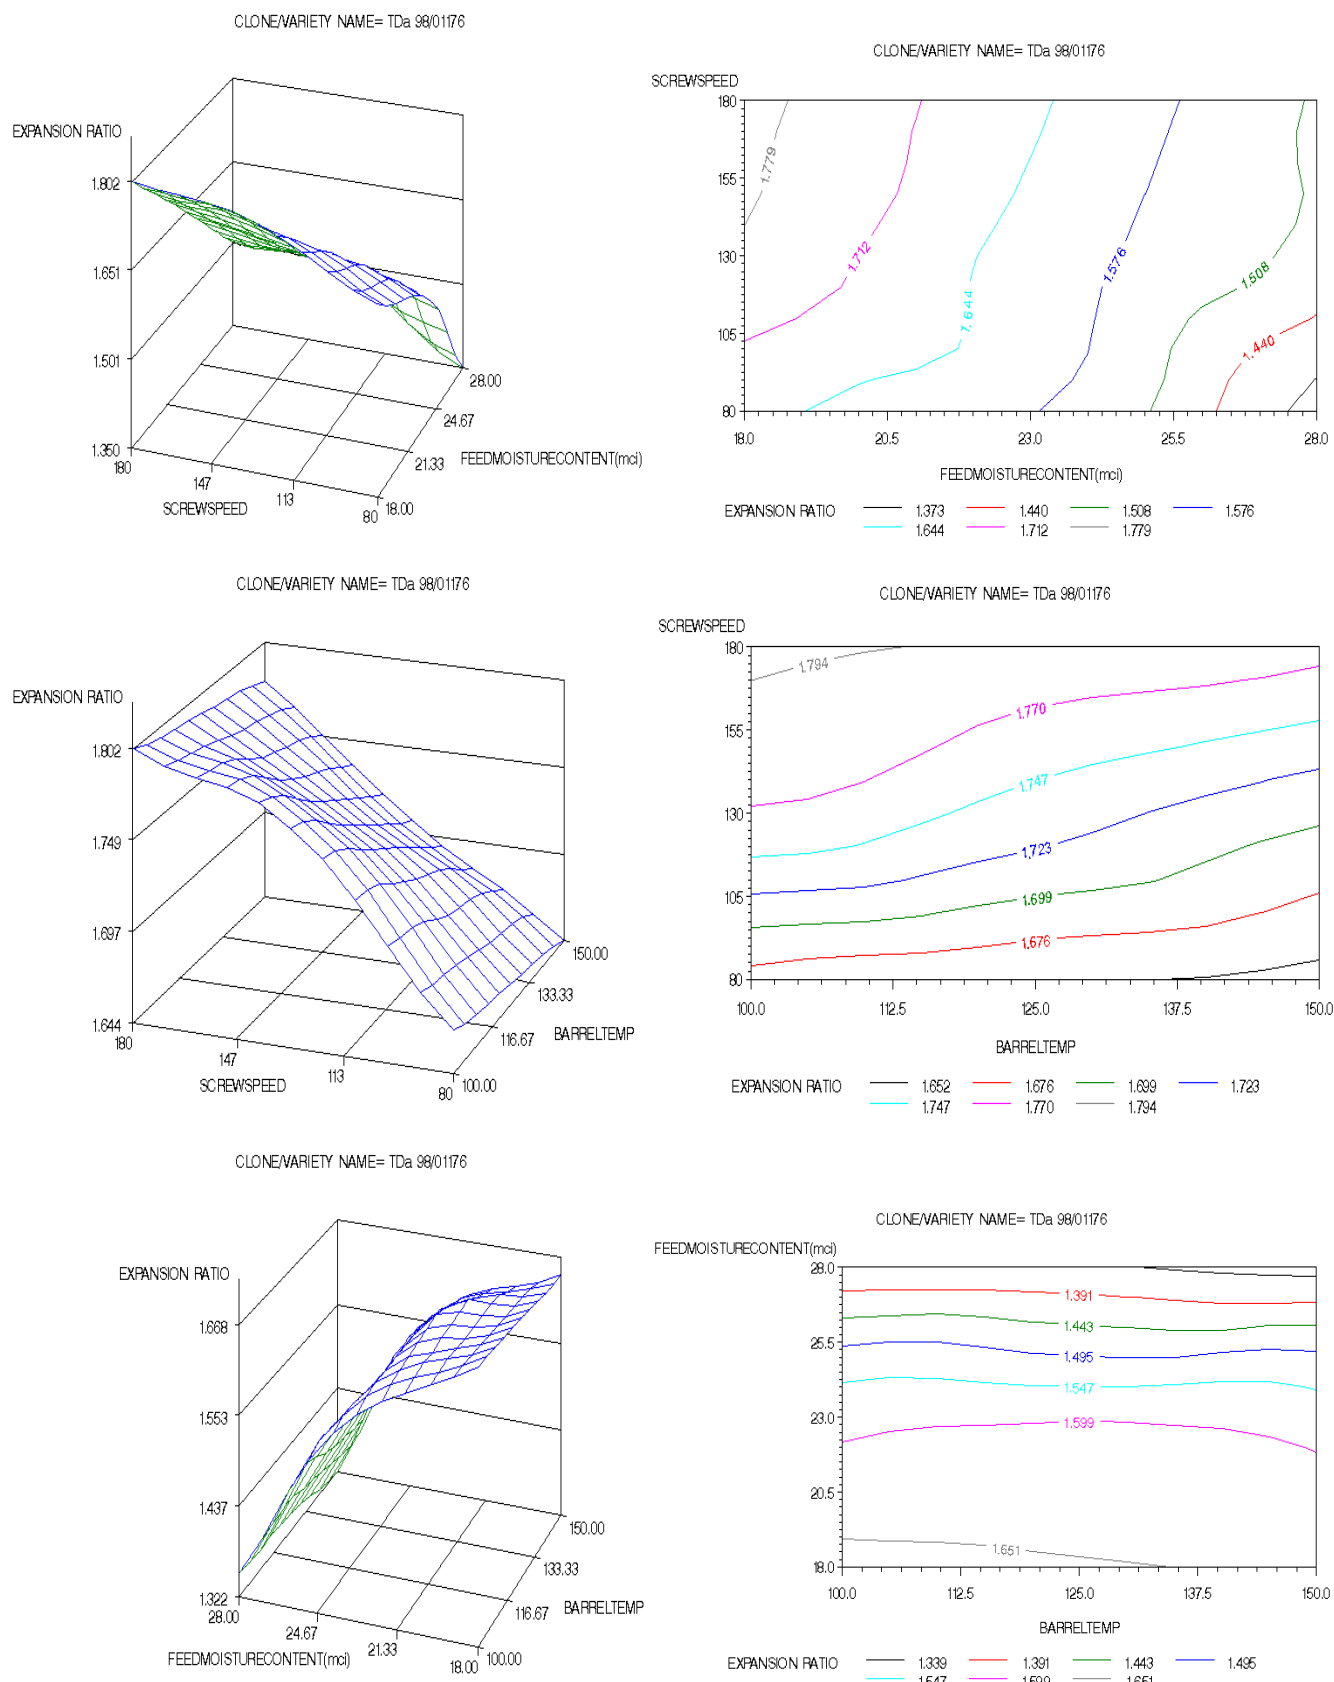 CLONE/VARIETY NAME= TDa 98/01176
EXPANSION RATIO
1.802
1.651
1.501
1.350
180
147
113
80
SCREWSPEED
18.00
21.33
24.67
28.00
FEEDMOISTURECONTENT(mci)
CLONE/VARIETY NAME= TDa 98/01176
SCREWSPEED
180
155
130
105
80
1.779
1.712
1.644
1.576
1.508
1.440
18.0 20.5 23.0 25.5 28.0
FEEDMOISTURECONTENT(mci)
EXPANSION RATIO 1.373 1.440 1.508 1.576
1.644 1.712 1.779
CLONE/VARIETY NAME= TDa 98/01176
EXPANSION RATIO
1.802
1.749
1.697
1.644
180
147
113
80
SCREWSPEED
100.00
116.67
133.33
150.00
BARRELTEMP
CLONE/VARIETY NAME= TDa 98/01176
SCREWSPEED
180
155
130
105
80
1.794
1.770
1.747
1.723
1.699
1.676
100.0 112.5 125.0 137.5 150.0
BARRELTEMP
EXPANSION RATIO 1.652 1.676 1.699 1.723
1.747 1.770 1.794
CLONE/VARIETY NAME= TDa 98/01176
EXPANSION RATIO
1.668
1.553
1.437
1.322
28.00
24.67
21.33
18.00
FEEDMOISTURECONTENT(mci)
100.00
116.67
133.33
150.00
BARRELTEMP
CLONE/VARIETY NAME= TDa 98/01176
FEEDMOISTURECONTENT(mci)
28.0
25.5
23.0
20.5
18.0
1.391
1.443
1.495
1.547
1.599
1.651
100.0 112.5 125.0 137.5 150.0
BARRELTEMP
EXPANSION RATIO 1.339 1.391 1.443 1.495
1.547 1.599 1.651